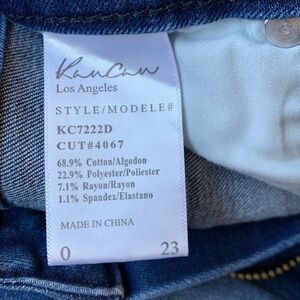 KanCan
Los Angeles
STYLE/MODELE#
KC7222D
CUT#4067
68.9% Cotton/Algodon
22.9% Polyester/Poliester
7.1% Rayon/Rayon
1.1% Spandex/Elastano
MADE IN CHINA
0 23